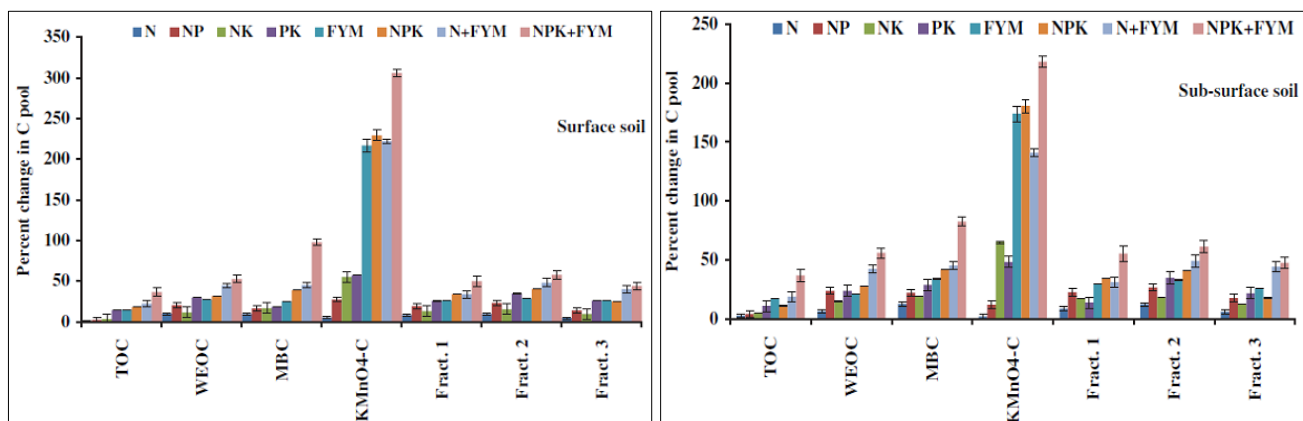 Percent change in C pool
350
300
250
200
150
100
50
0
N NP NK PK FYM NPK N+FYM NPK+FYM
Surface soil
TOC
WEOC
MBC
KMnO4-C
Fract. 1
Fract. 2
Fract. 3
Percent change in C pool
250
200
150
100
50
0
N NP NK PK FYM NPK N+FYM NPK+FYM
Sub-surface soil
TOC
WEOC
MBC
KMnO4-C
Fract. 1
Fract. 2
Fract. 3